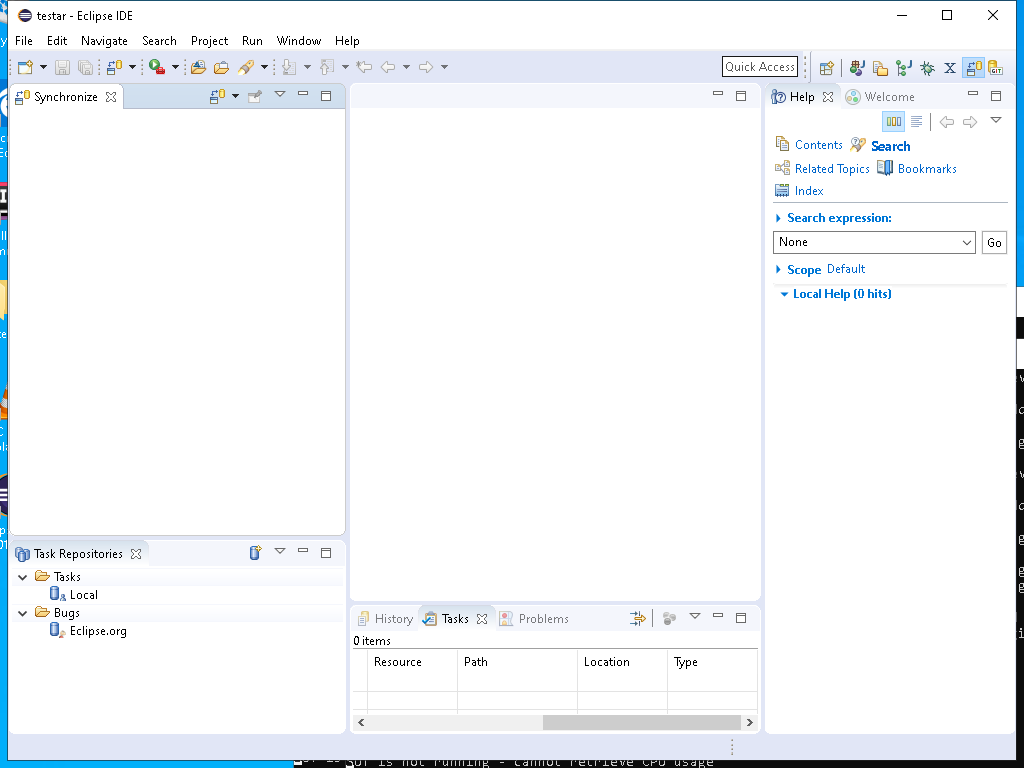 testar - Eclipse IDE
File Edit Navigate Search Project Run Window Help
Quick Access
Synchronize
Help
Welcome
Contents
Search
Related Topics
Bookmarks
Index
Search expression:
None
Go
Scope Default
Local Help (0 hits)
Task Repositories
Tasks
Local
Bugs
Eclipse.org
History
Tasks
Problems
0 items
Resource Path Location Type
is not running - cannot retrieve CPU usage